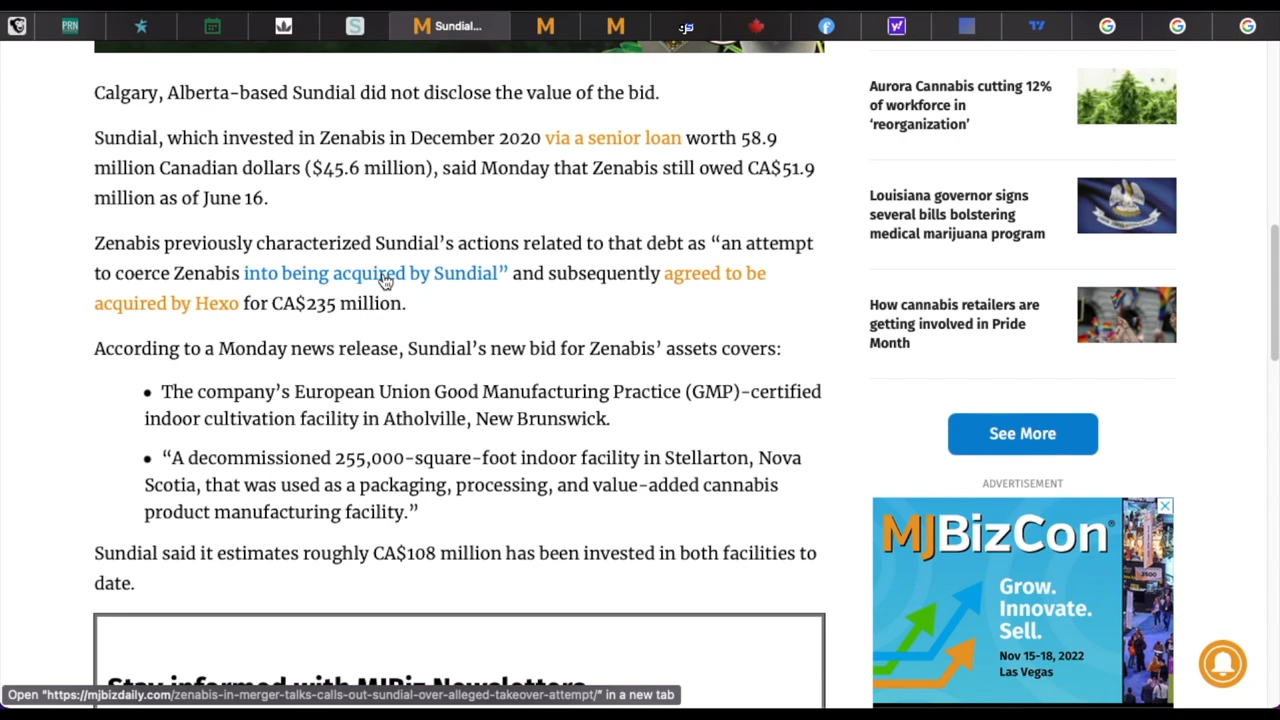 PRN
S
M Sundial...
M
M
Calgary, Alberta-based Sundial did not disclose the value of the bid.
Sundial, which invested in Zenabis in December 2020 via a senior loan worth 58.9
million Canadian dollars ($45.6 million), said Monday that Zenabis still owed CA$51.9
million as of June 16.
Zenabis previously characterized Sundial’s actions related to that debt as “an attempt
to coerce Zenabis into being acquired by Sundial” and subsequently agreed to be
acquired by Hexo for CA$235 million.
According to a Monday news release, Sundial’s new bid for Zenabis’ assets covers:
● The company’s European Union Good Manufacturing Practice (GMP)-certified
indoor cultivation facility in Atholville, New Brunswick.
● “A decommissioned 255,000-square-foot indoor facility in Stellarton, Nova
Scotia, that was used as a packaging, processing, and value-added cannabis
product manufacturing facility.”
Sundial said it estimates roughly CA$108 million has been invested in both facilities to
date.
Stay informed with MJBiz Newsletters
Open "https://mjbizdaily.com/zenabis-in-merger-talks-calls-out-sundial-over-alleged-takeover-attempt/" in a new tab
Aurora Cannabis cutting 12%
of workforce in
‘reorganization’
Louisiana governor signs
several bills bolstering
medical marijuana program
How cannabis retailers are
getting involved in Pride
Month
See More
ADVERTISEMENT
MJBizCon®
Grow.
Innovate.
Sell.
Nov 15-18, 2022
Las Vegas